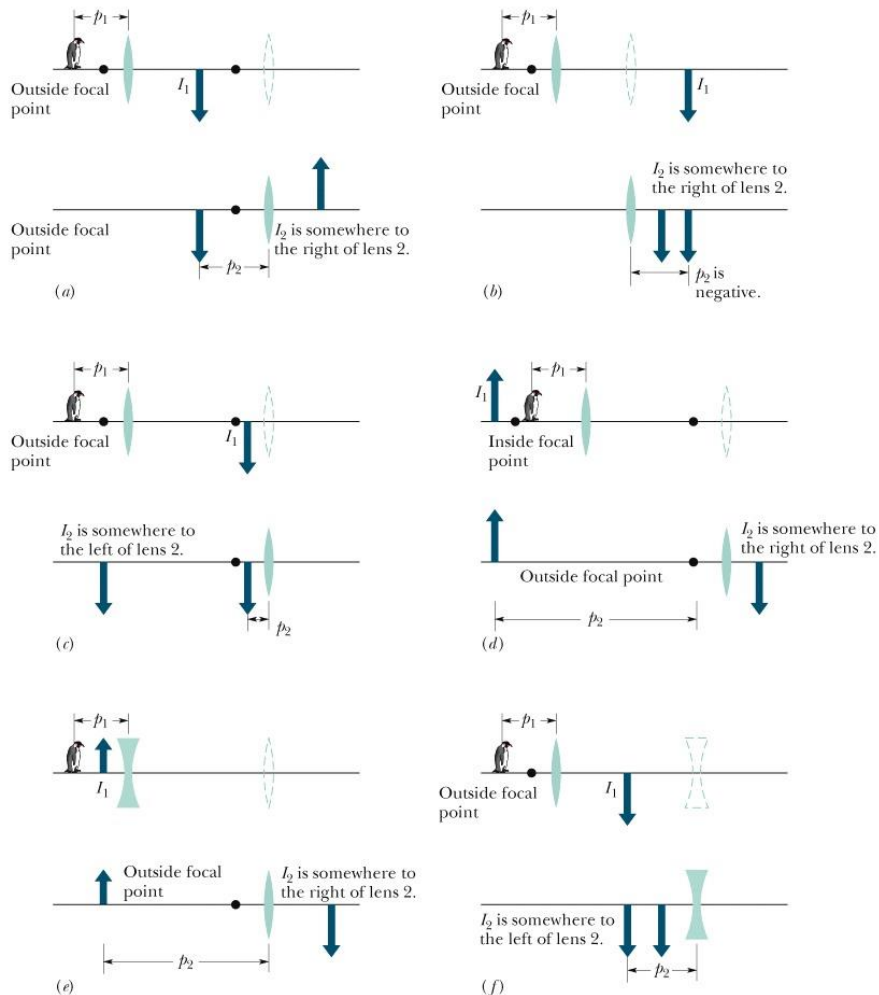 p₁
I₁
Outside focal
point
Outside focal
point
I₂ is somewhere to
the right of lens 2.
p₂
(a)
p₁
Outside focal
point
I₁
I₂ is somewhere to
the right of lens 2.
p₂ is
negative.
(b)
p₁
Outside focal
point
I₁
I₂ is somewhere to
the left of lens 2.
p₂
(c)
p₁
I₁
Inside focal
point
I₂ is somewhere to
the right of lens 2.
Outside focal point
p₂
(d)
p₁
I₁
Outside focal
point
I₂ is somewhere to
the right of lens 2.
p₂
(e)
p₁
Outside focal
point
I₁
I₂ is somewhere to
the left of lens 2.
p₂
(f)